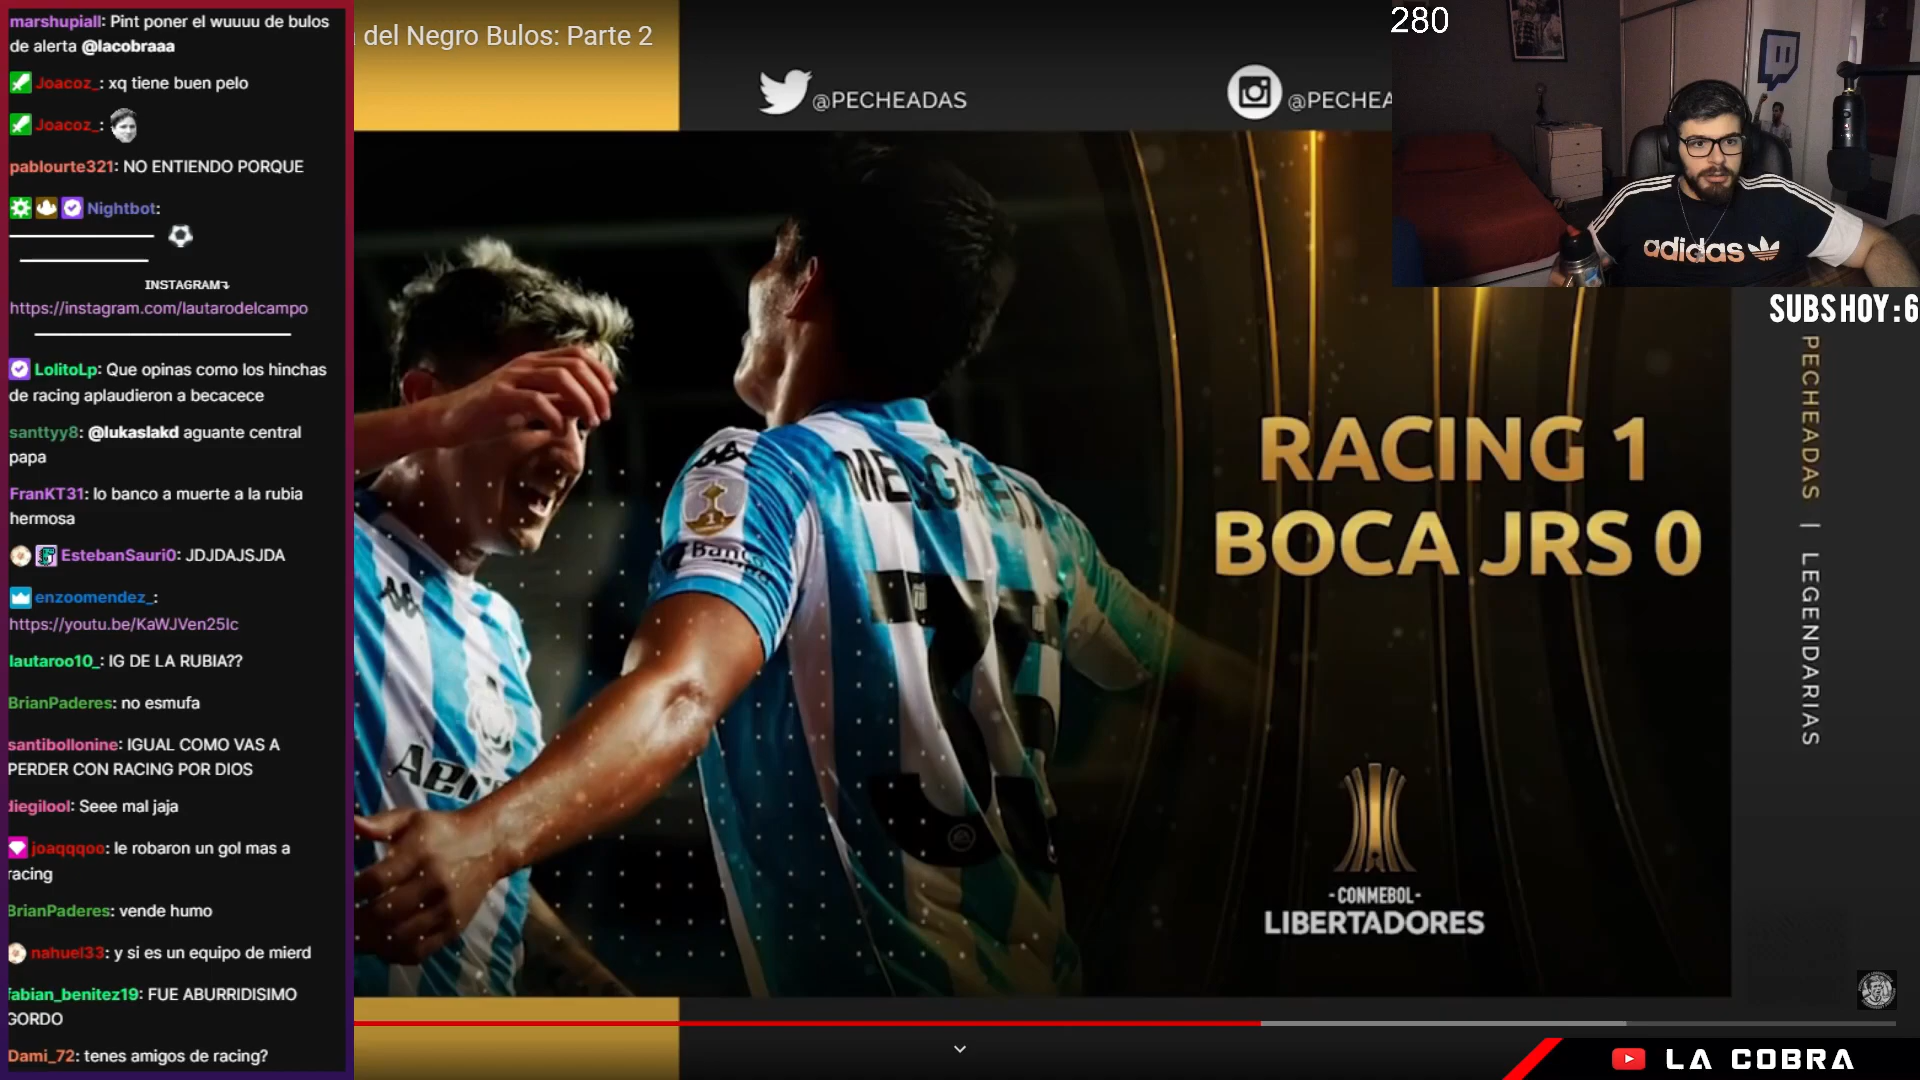 marshupiall: Pint poner el wuuuu de bulos
de alerta @lacobraaa
Joacoz_: xq tiene buen pelo
Joacoz_:
pablourte321: NO ENTIENDO PORQUE
Nightbot:
INSTAGRAM
https://instagram.com/lautarodelcampo
LolitoLp: Que opinas como los hinchas
de racing aplaudieron a becacece
santtyy8: @lukaslakd aguante central
papa
FranKT31: lo banco a muerte a la rubia
hermosa
EstebanSauri0: JDJDAJSJDA
enzoomendez_:
https://youtu.be/KaWJVen25Ic
lautaroo10_: IG DE LA RUBIA??
BrianPaderes: no esmufa
santibollonine: IGUAL COMO VAS A
PERDER CON RACING POR DIOS
diegilool: Seee mal jaja
joaqqqoo: le robaron un gol mas a
racing
BrianPaderes: vende humo
nahuel33: y si es un equipo de mierd
fabian_benitez19: FUE ABURRIDISIMO
GORDO
Dami_72: tenes amigos de racing?
del Negro Bulos: Parte 2
@PECHEADAS
@PECHEA
280
adidas
SUBS HOY: 6
PECHEADAS | LEGENDARIAS
RACING 1
BOCA JRS 0
-CONMEBOL-
LIBERTADORES
LA COBRA